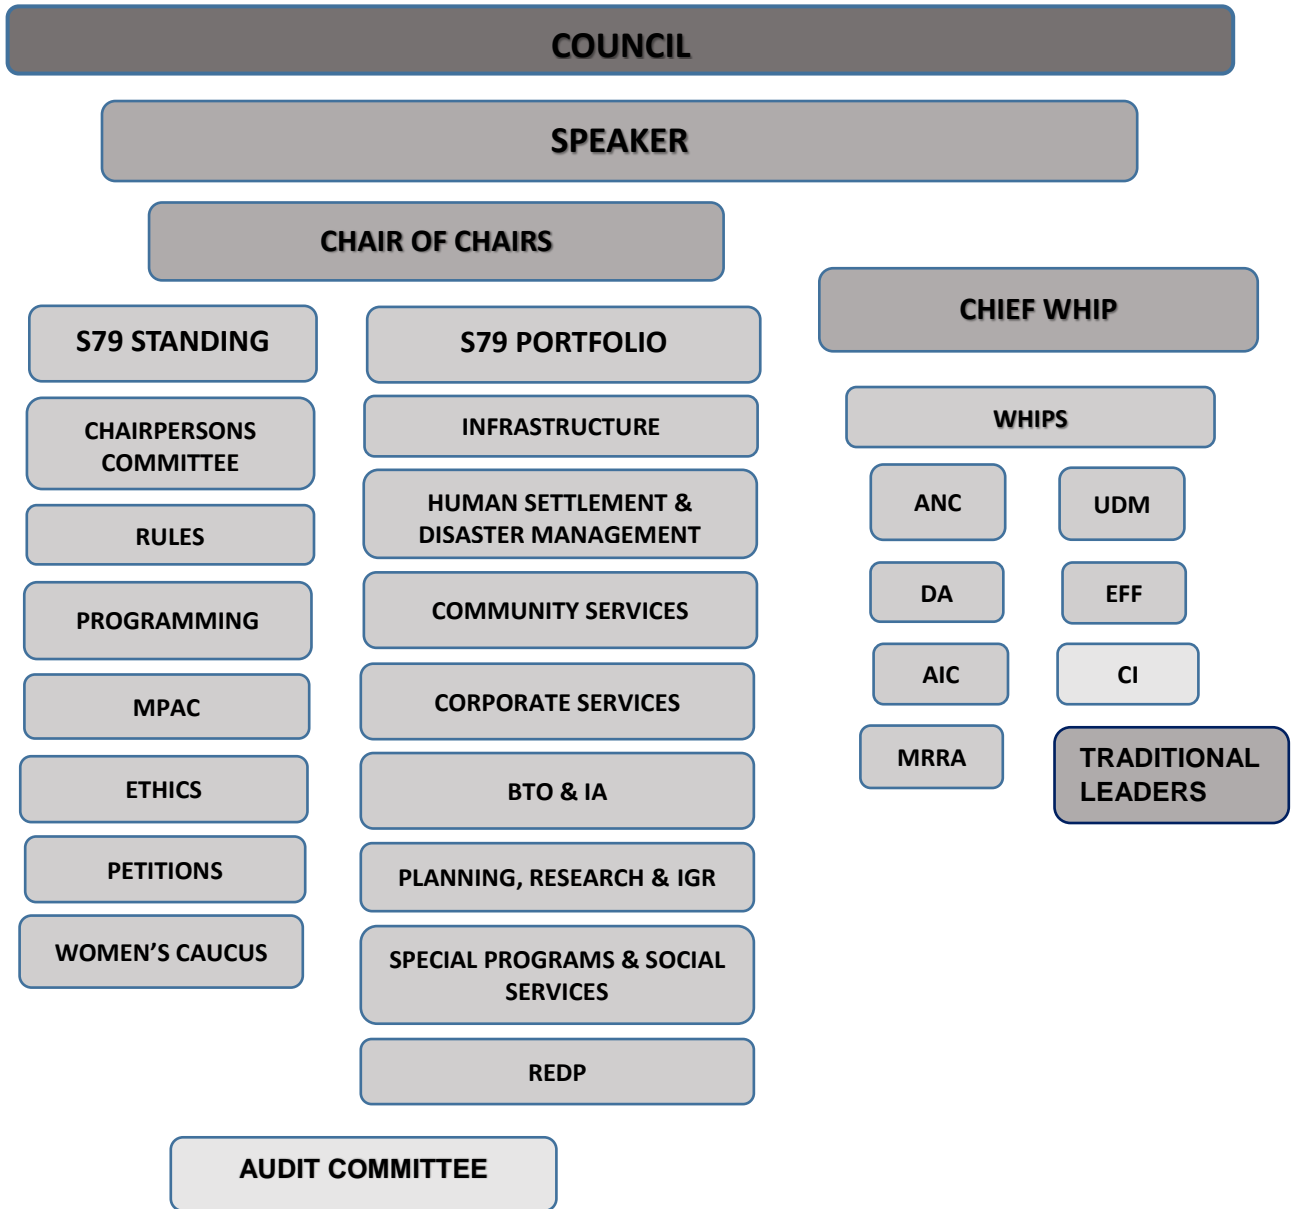 COUNCIL
SPEAKER
CHAIR OF CHAIRS
S79 STANDING
CHAIRPERSONS
COMMITTEE
RULES
PROGRAMMING
MPAC
ETHICS
PETITIONS
WOMEN’S CAUCUS
S79 PORTFOLIO
INFRASTRUCTURE
HUMAN SETTLEMENT &
DISASTER MANAGEMENT
COMMUNITY SERVICES
CORPORATE SERVICES
BTO & IA
PLANNING, RESEARCH & IGR
SPECIAL PROGRAMS & SOCIAL
SERVICES
REDP
AUDIT COMMITTEE
CHIEF WHIP
WHIPS
ANC
UDM
DA
EFF
AIC
CI
MRRA
TRADITIONAL
LEADERS